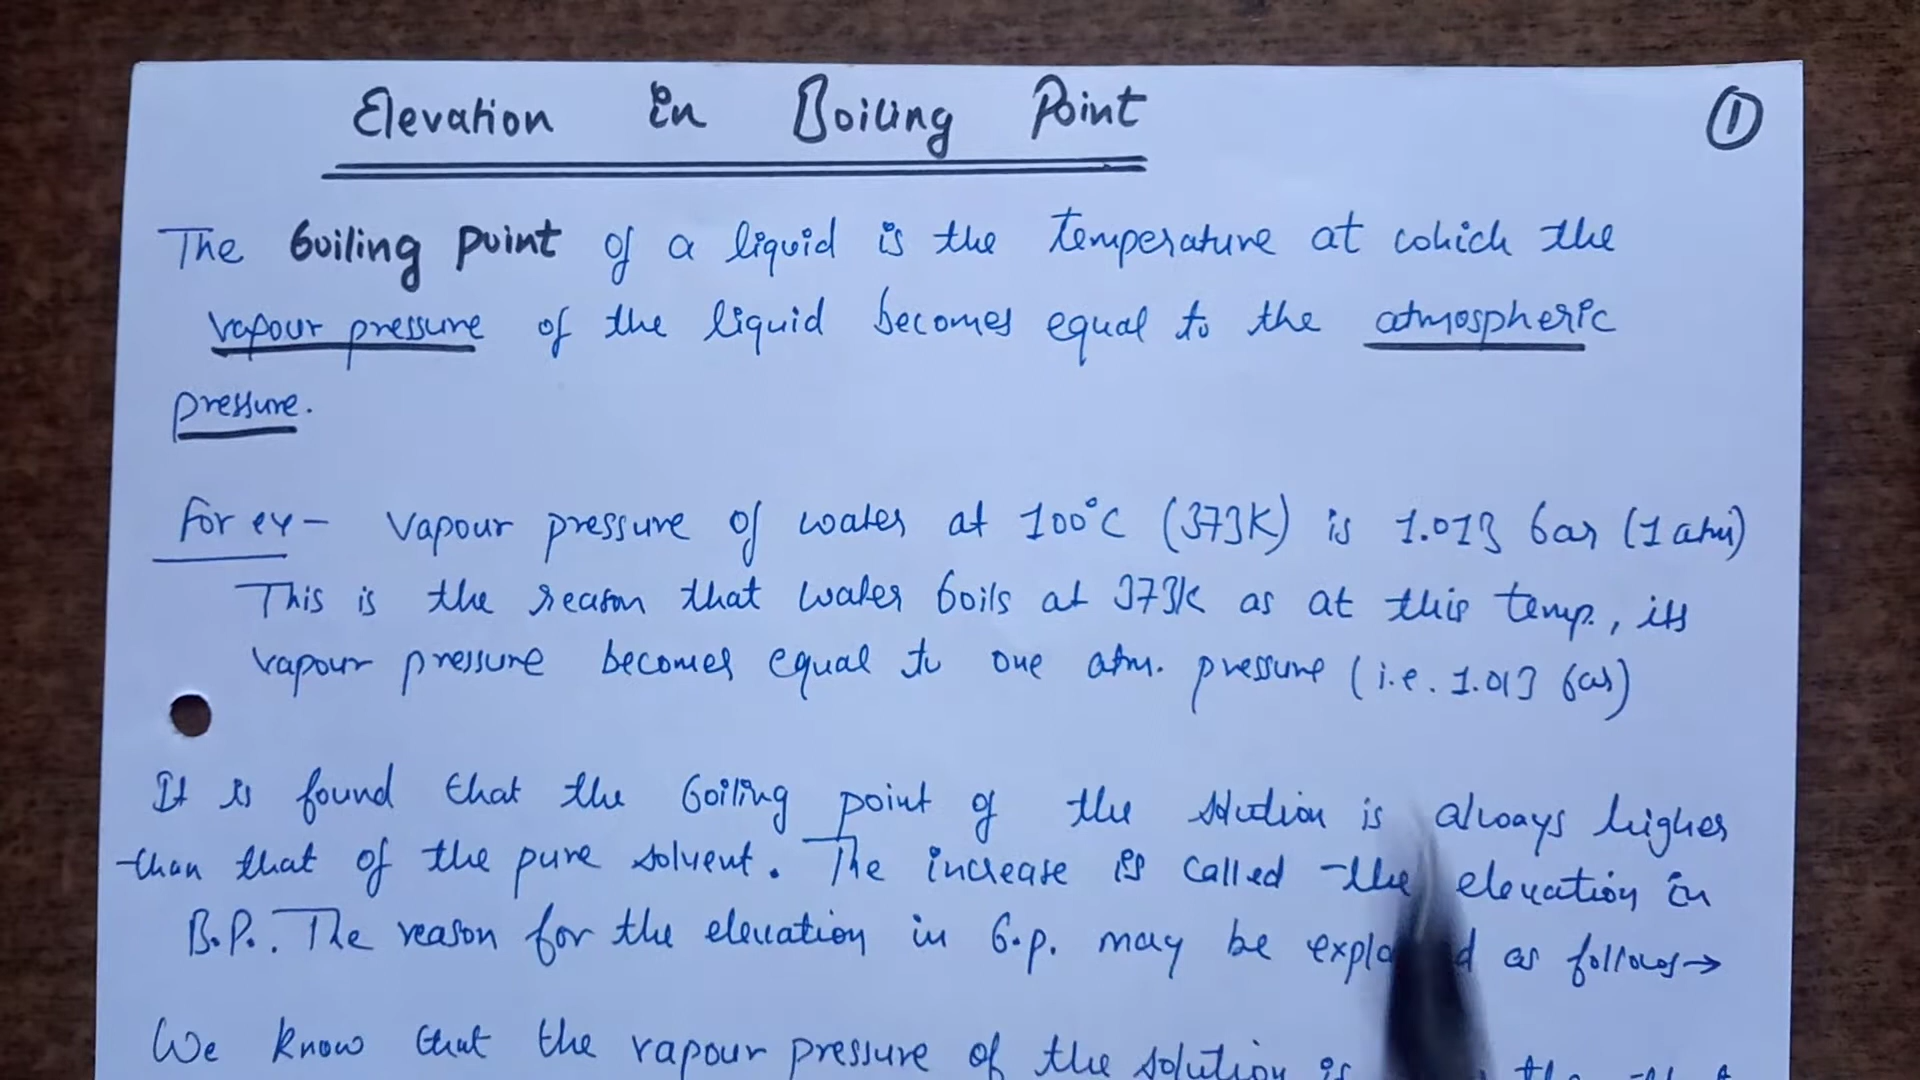 Elevation in Boiling Point
①
The boiling point of a liquid is the temperature at which the
vapour pressure of the liquid becomes equal to the atmospheric
pressure.
For ex- Vapour pressure of water at 100°C (373K) is 1.013 bar (1 atm)
This is the reason that water boils at 373K as at this temp., its
vapour pressure becomes equal to one atm. pressure (i.e. 1.013 bar)
It is found that the boiling point of the solution is always higher
than that of the pure solvent. The increase is called the elevation in
B.P.. The reason for the elevation in b.p. may be as follows→
We know that the vapour pressure of the solution is